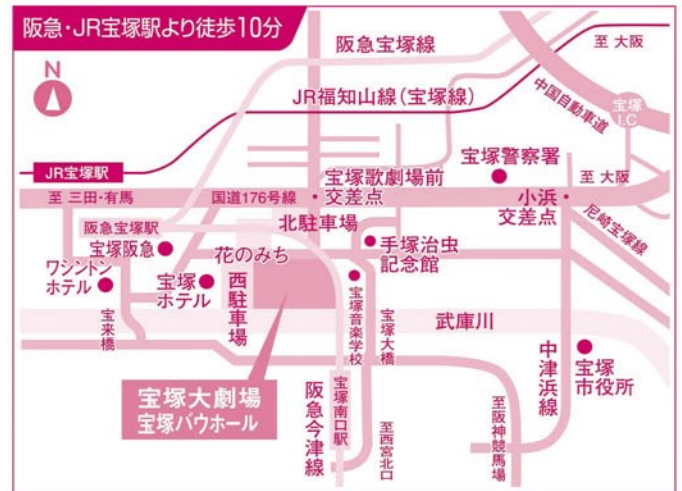 阪急・JR宝塚駅より徒歩10分
N
阪急宝塚線
至 大阪
JR福知山線(宝塚線)
中国自動車道
宝塚
I.C
JR宝塚駅
至 三田・有馬
国道176号線
宝塚歌劇場前
交差点
宝塚警察署
小浜
交差点
至 大阪
尼崎宝塚線
阪急宝塚駅
宝塚阪急
ワシントン
ホテル
宝塚
ホテル
花のみち
西駐車場
北駐車場
手塚治虫
記念館
宝塚音楽学校
宝塚大橋
宝来橋
武庫川
中津浜線
宝塚
市役所
宝塚大劇場
宝塚バウホール
阪急今津線
宝塚南口駅
至西宮北口
至阪神競馬場